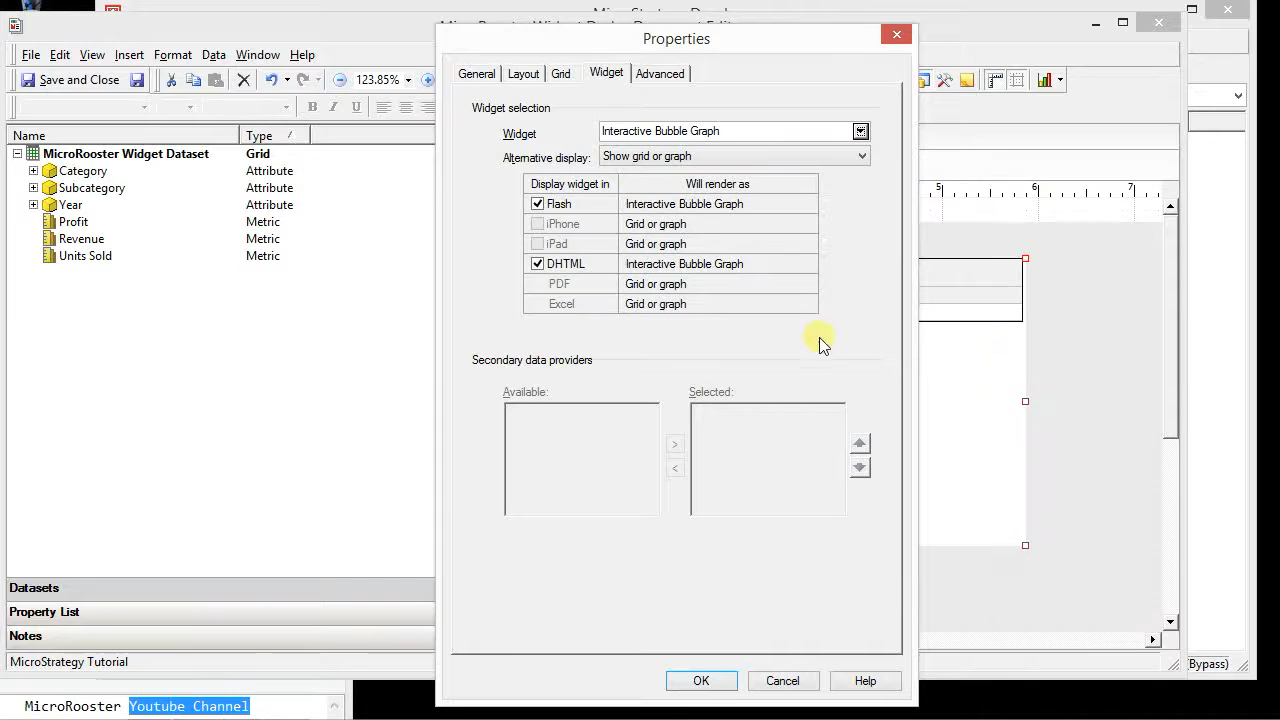 Properties
File Edit View Insert Format Data Window Help
Save and Close 123.85%
B I U
General Layout Grid Widget Advanced
Widget selection
Widget Interactive Bubble Graph
Alternative display: Show grid or graph
Display widget in Will render as
Flash Interactive Bubble Graph
iPhone Grid or graph
iPad Grid or graph
DHTML Interactive Bubble Graph
PDF Grid or graph
Excel Grid or graph
Secondary data providers
Available: Selected:
> 
<
OK Cancel Help
Name Type
MicroRooster Widget Dataset Grid
Category Attribute
Subcategory Attribute
Year Attribute
Profit Metric
Revenue Metric
Units Sold Metric
5 6 7
Datasets
Property List
Notes
MicroStrategy Tutorial
(Bypass)
MicroRooster Youtube Channel